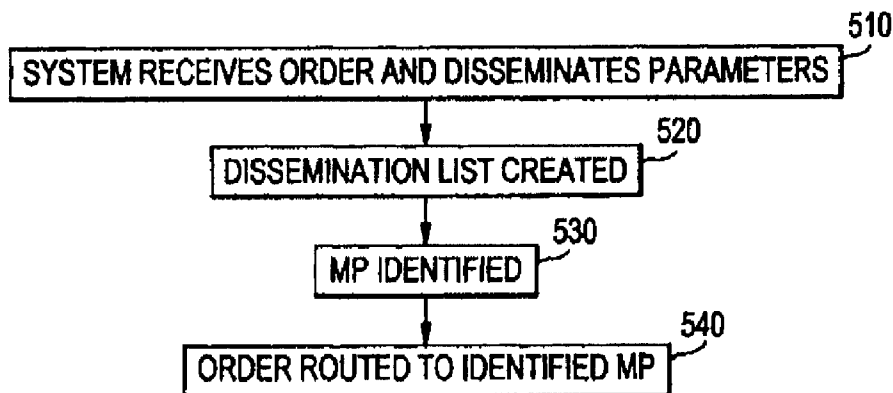 510
SYSTEM RECEIVES ORDER AND DISSEMINATES PARAMETERS
520
DISSEMINATION LIST CREATED
530
MP IDENTIFIED
540
ORDER ROUTED TO IDENTIFIED MP